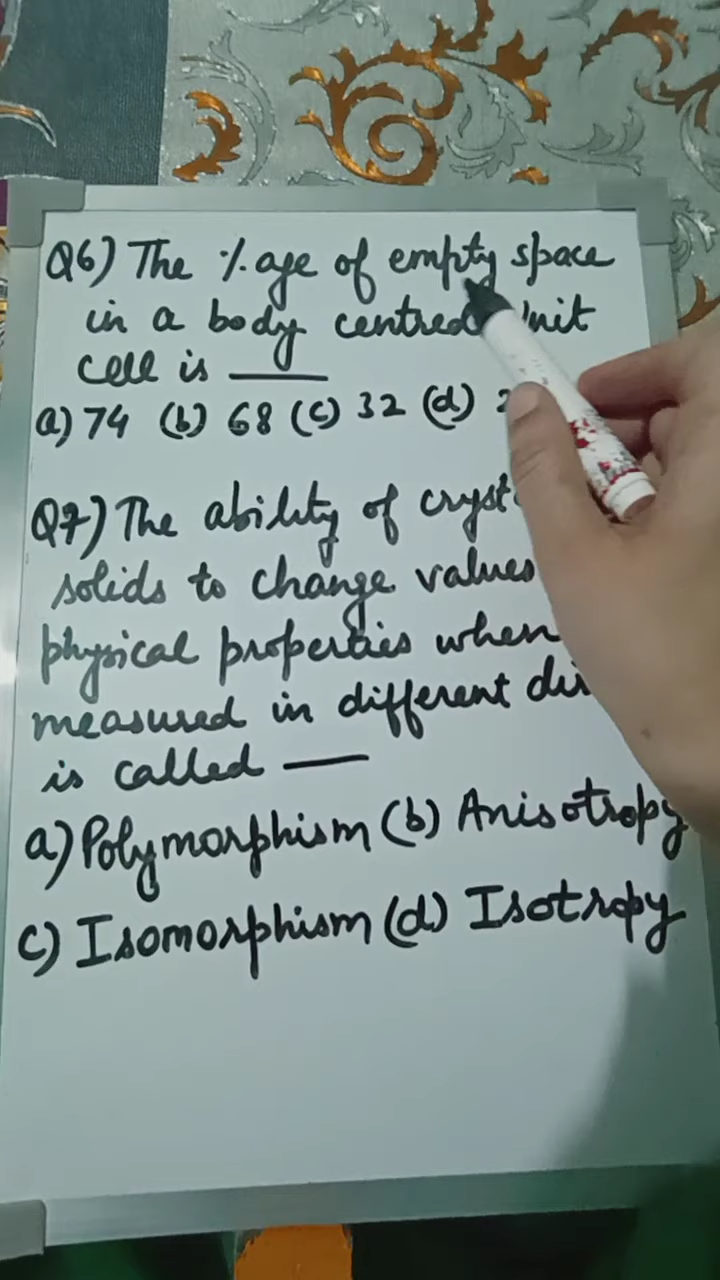 Q6) The %age of empty space
in a body centred Unit
cell is ____
a) 74 (b) 68 (c) 32 (d)
Q7) The ability of
solids to change values
physical properties when
measured in different
is called ——
a) Polymorphism (b) Anisotropy
c) Isomorphism (d) Isotropy